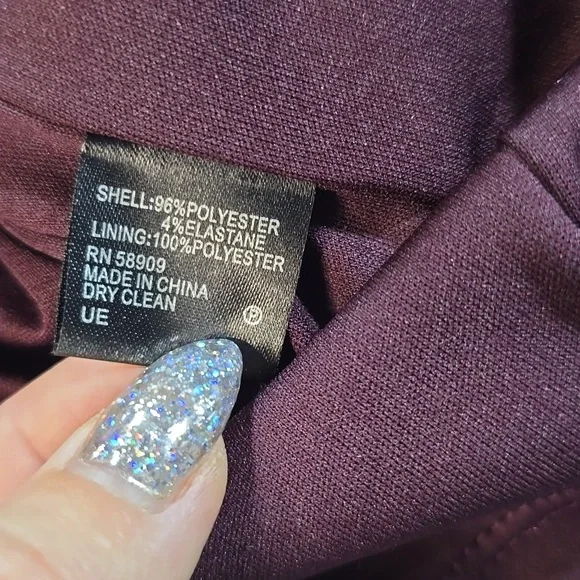 SHELL:96%POLYESTER
4%ELASTANE
LINING:100%POLYESTER
RN 58909
MADE IN CHINA
DRY CLEAN
UE Ⓟ